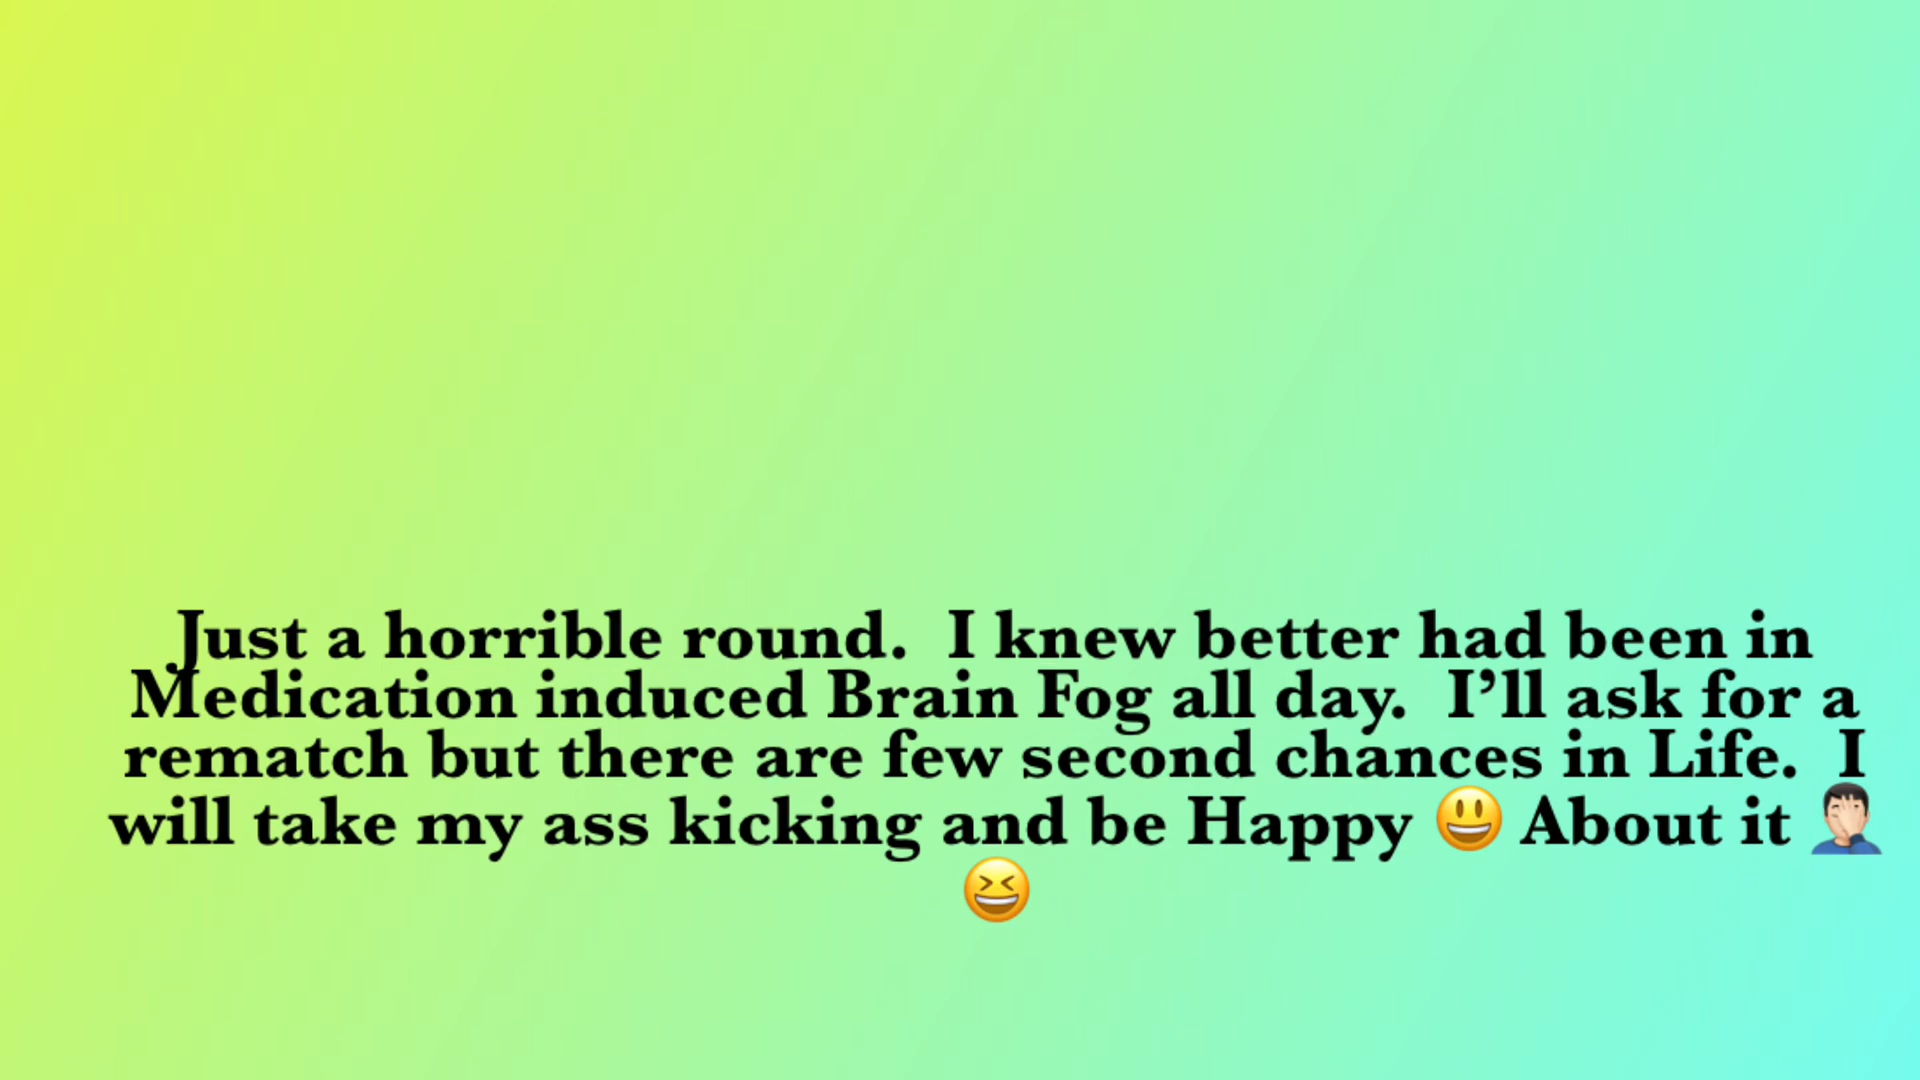 Just a horrible round.  I knew better had been in
Medication induced Brain Fog all day.  I’ll ask for a
rematch but there are few second chances in Life.  I
will take my ass kicking and be Happy 😃 About it 🤦🏻‍♂️
😆